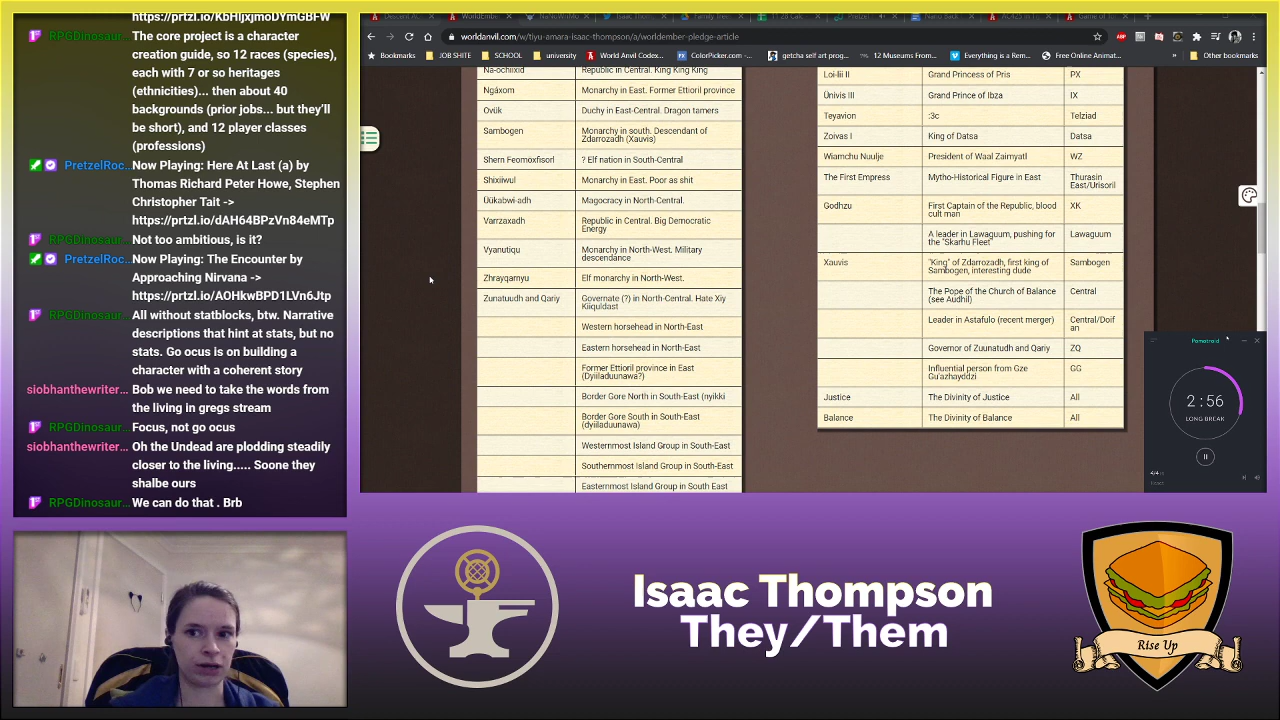 https://prtzl.io/KbHljxjmoDYmGBFW
RPGDinosaur... The core project is a character
creation guide, so 12 races (species),
each with 7 or so heritages
(ethnicities)... then about 40
backgrounds (prior jobs... but they'll
be short), and 12 player classes
(professions)
PretzelRoc... Now Playing: Here At Last (a) by
Thomas Richard Peter Howe, Stephen
Christopher Tait ->
https://prtzl.io/dAH64BPzVn84eMTp
RPGDinosaur... Not too ambitious, is it?
PretzelRoc... Now Playing: The Encounter by
Approaching Nirvana ->
https://prtzl.io/AOHkwBPD1LVn6Jtp
RPGDinosaur... All without statblocks, btw. Narrative
descriptions that hint at stats, but no
stats. Go ocus is on building a
character with a coherent story
siobhanthewriter... Bob we need to take the words from
the living in gregs stream
RPGDinosaur... Focus, not go ocus
siobhanthewriter... Oh the Undead are plodding steadily
closer to the living..... Soone they
shalbe ours
RPGDinosaur... We can do that . Brb
worldanvil.com/w/tiyu-amara-isaac-thompson/a/worldember-pledge-article
Bookmarks JOB SHITE SCHOOL university World Anvil Codex... ColorPicker.com -... getcha self art prog... 12 Museums From... Everything is a Rem... Free Online Animat... » Other bookmarks
Na-ochiixid Republic in Central. King King King
Ngáxom Monarchy in East. Former Ettioril province
Ovük Duchy in East-Central. Dragon tamers
Sambogen Monarchy in south. Descendant of
Zdarrozadh (Xauvis)
Shern Feomoxfisorl ? Elf nation in South-Central
Shixiiwul Monarchy in East. Poor as shit
Üükabwi-adh Magocracy in North-Central.
Varrzaxadh Republic in Central. Big Democratic
Energy
Vyanutiqu Monarchy in North-West. Military
descendance
Zhrayqarnyu Elf monarchy in North-West.
Zunatuudh and Qariy Governate (?) in North-Central. Hate Xiy
Kiiquldast
Western horsehead in North-East
Eastern horsehead in North-East
Former Ettioril province in East
(Dyiiladuunawa?)
Border Gore North in South-East (nyikki
Border Gore South in South-East
(dyiiladuunawa)
Westernmost Island Group in South-East
Southernmost Island Group in South-East
Easternmost Island Group in South East
Loi-lii II Grand Princess of Pris PX
Ünivis III Grand Prince of Ibza IX
Teyavion :3c Telziad
Zoivas I King of Datsa Datsa
Wiamchu Nuulje President of Waal Zaimyatl WZ
The First Empress Mytho-Historical Figure in East Thurasin
East/Urisoril
Godhzu First Captain of the Republic, blood
cult man XK
A leader in Lawaguum, pushing for
the "Skarhu Fleet" Lawaguum
Xauvis "King" of Zdarrozadh, first king of
Sambogen, interesting dude Sambogen
The Pope of the Church of Balance
(see Audhil) Central
Leader in Astafulo (recent merger) Central/Doif
an
Governor of Zuunatudh and Qariy ZQ
Influential person from Gze
Gu'azhayddzi GG
Justice The Divinity of Justice All
Balance The Divinity of Balance All
Pomotroid
2:56
LONG BREAK
4/4
Isaac Thompson
They/Them
Rise Up